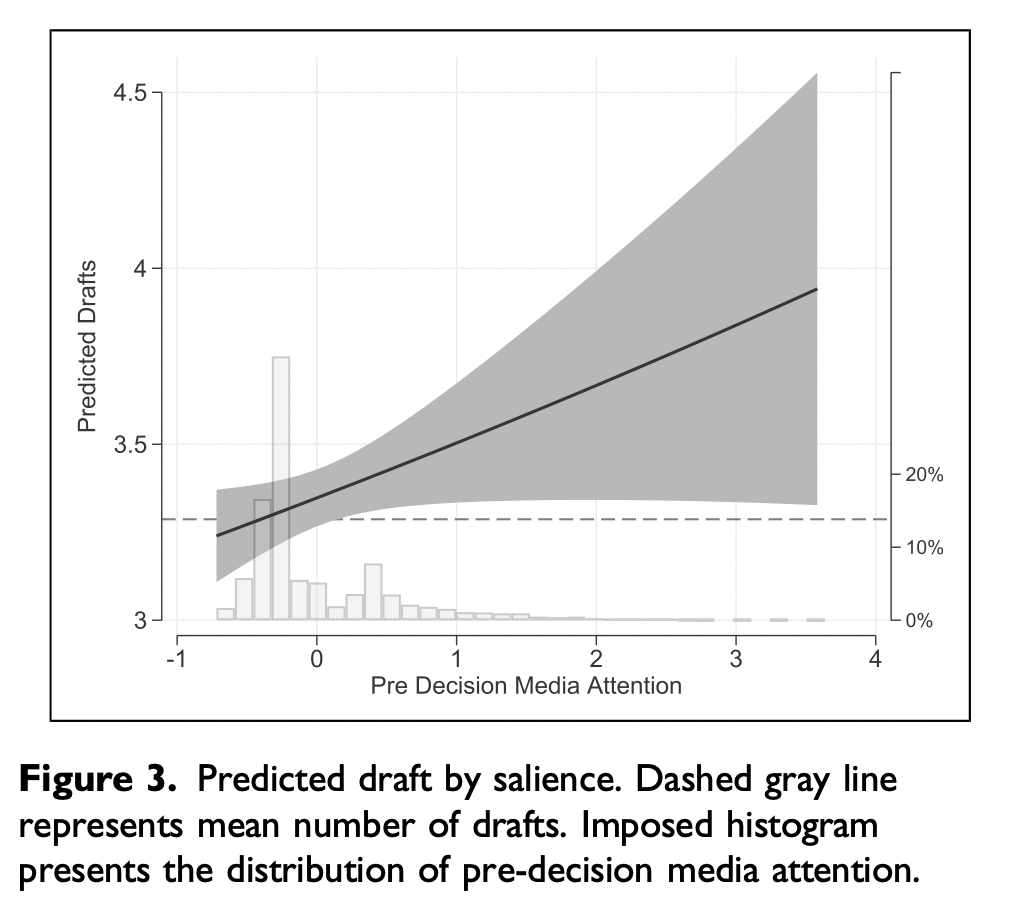 4.5
4
3.5
3
Predicted Drafts
20%
10%
0%
-1 0 1 2 3 4
Pre Decision Media Attention
Figure 3. Predicted draft by salience. Dashed gray line
represents mean number of drafts. Imposed histogram
presents the distribution of pre-decision media attention.